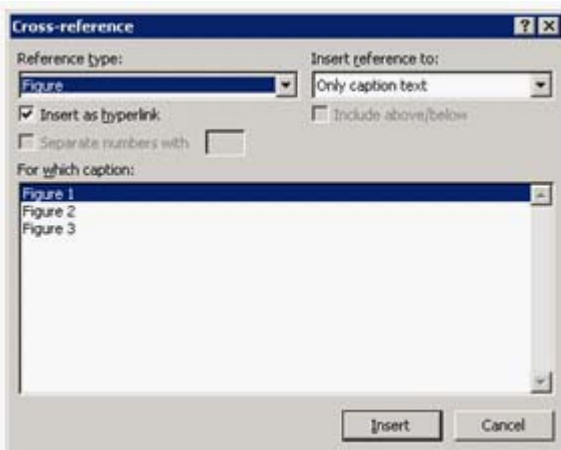 Cross-reference
Reference type:
Insert reference to:
Figure
Only caption text
Insert as hyperlink
Include above/below
Separate numbers with
For which caption:
Figure 1
Figure 2
Figure 3
Insert
Cancel